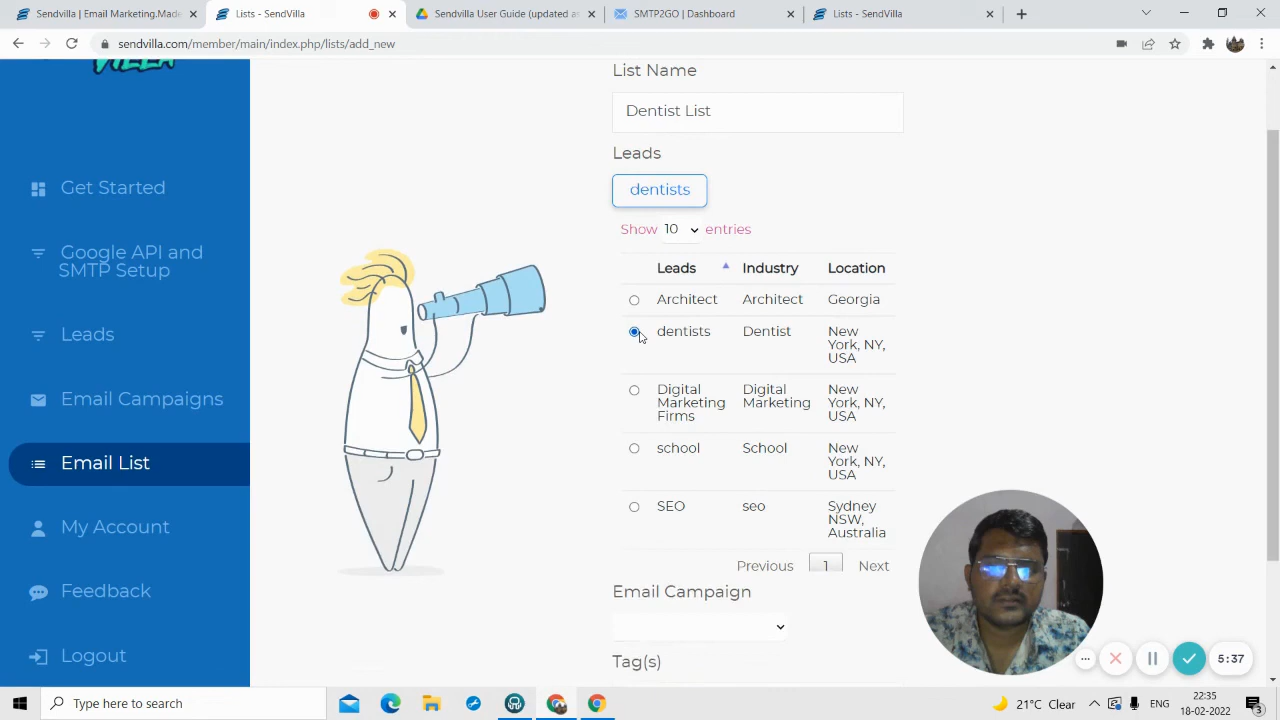 Email Marketing.Made
Lists - SendVilla
Sendvilla User Guide (updated as
SMTP2GO | Dashboard
Lists - SendVilla
sendvilla.com/member/main/index.php/lists/add_new
VILLA
Get Started
Google API and
SMTP Setup
Leads
Email Campaigns
Email List
My Account
Feedback
Logout
List Name
Dentist List
Leads
dentists
Show 10 entries
Leads Industry Location
Architect Architect Georgia
dentists Dentist New
York, NY,
USA
Digital Digital New
Marketing Marketing York, NY,
Firms USA
school School New
York, NY,
USA
SEO seo Sydney
NSW,
Australia
Previous 1 Next
Email Campaign
Tag(s)
5:37
Type here to search
21°C Clear
ENG
22:35
18-02-2022
3